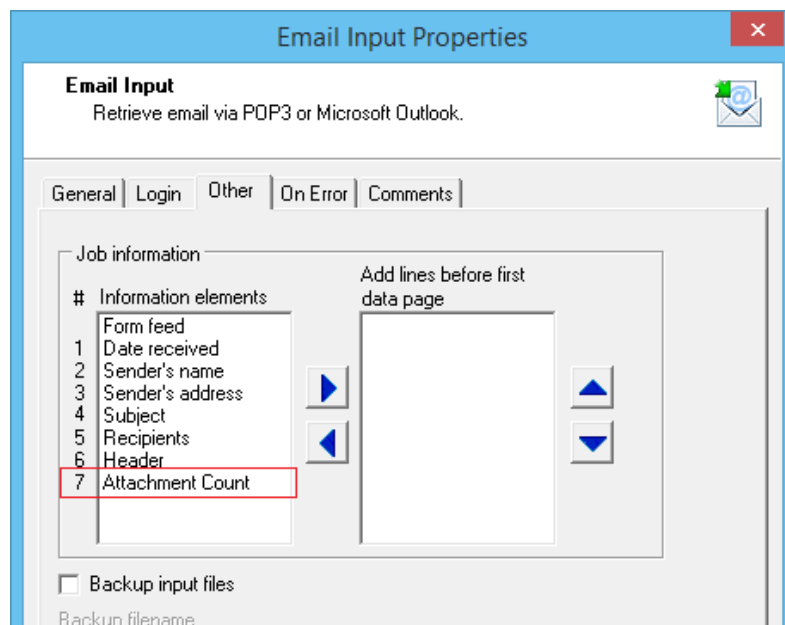 Email Input Properties
Email Input
Retrieve email via POP3 or Microsoft Outlook.
General Login Other On Error Comments
Job information
# Information elements
Add lines before first
data page
Form feed
1 Date received
2 Sender's name
3 Sender's address
4 Subject
5 Recipients
6 Header
7 Attachment Count
Backup input files
Backup filename